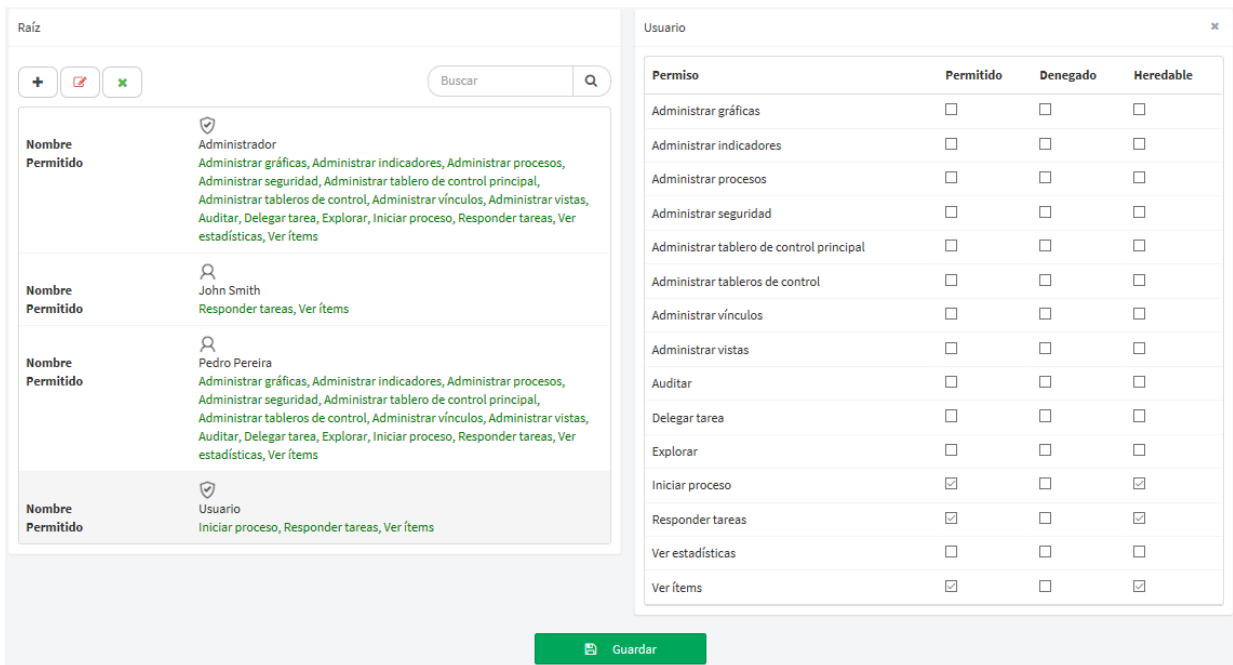 Raíz
Buscar
Nombre Administrador
Permitido Administrar gráficas, Administrar indicadores, Administrar procesos,
Administrar seguridad, Administrar tablero de control principal,
Administrar tableros de control, Administrar vínculos, Administrar vistas,
Auditar, Delegar tarea, Explorar, Iniciar proceso, Responder tareas, Ver
estadísticas, Ver ítems
Nombre John Smith
Permitido Responder tareas, Ver ítems
Nombre Pedro Pereira
Permitido Administrar gráficas, Administrar indicadores, Administrar procesos,
Administrar seguridad, Administrar tablero de control principal,
Administrar tableros de control, Administrar vínculos, Administrar vistas,
Auditar, Delegar tarea, Explorar, Iniciar proceso, Responder tareas, Ver
estadísticas, Ver ítems
Nombre Usuario
Permitido Iniciar proceso, Responder tareas, Ver ítems
Usuario
Permiso Permitido Denegado Heredable
Administrar gráficas
Administrar indicadores
Administrar procesos
Administrar seguridad
Administrar tablero de control principal
Administrar tableros de control
Administrar vínculos
Administrar vistas
Auditar
Delegar tarea
Explorar
Iniciar proceso
Responder tareas
Ver estadísticas
Ver ítems
Guardar